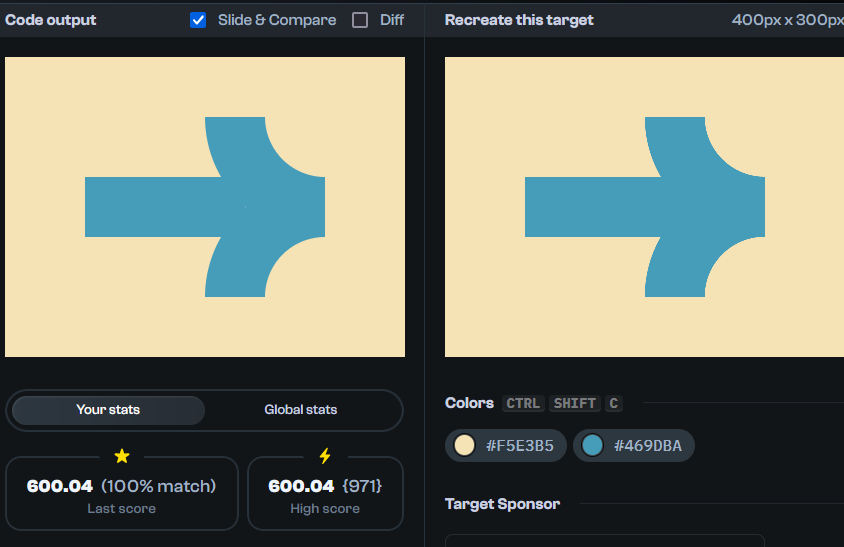 Code output
Slide & Compare
Diff
Recreate this target
400px x 300px
Colors CTRL SHIFT C
#F5E3B5
#469DBA
Your stats
Global stats
600.04 (100% match)
Last score
600.04 {971}
High score
Target Sponsor